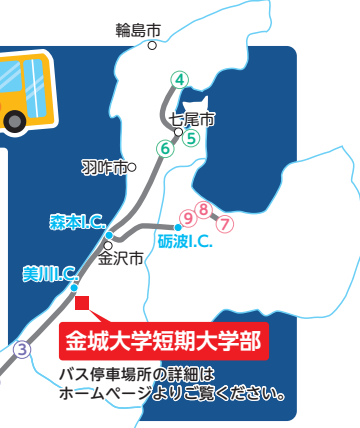 輪島市
④
七尾市
⑤
⑥
羽咋市
森本I.C.
⑨
⑧
⑦
砺波I.C.
金沢市
美川I.C.
③
金城大学短期大学部
バス停車場所の詳細は
ホームページよりご覧ください。